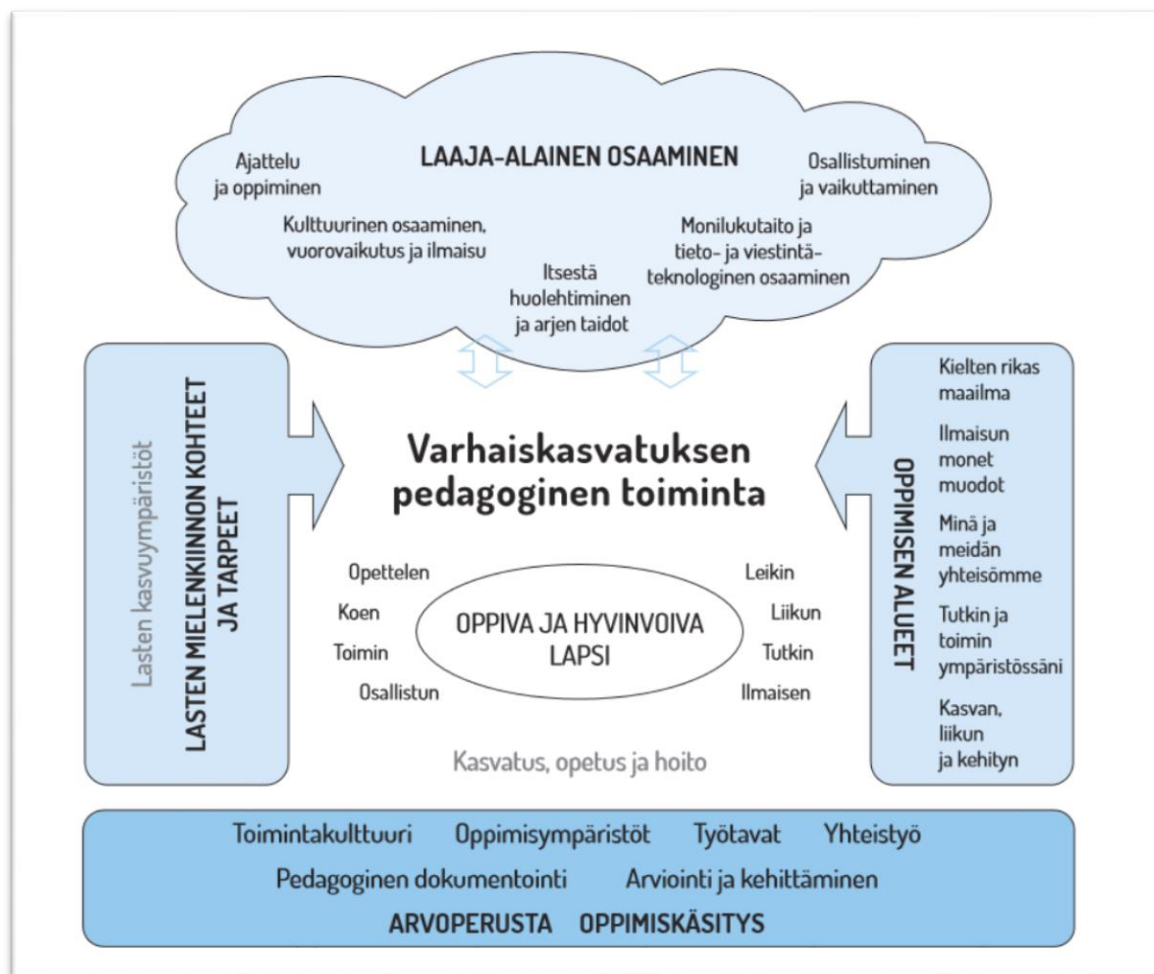 LAAJA-ALAINEN OSAAMINEN
Ajattelu
ja oppiminen
Kulttuurinen osaaminen,
vuorovaikutus ja ilmaisu
Itsestä
huolehtiminen
ja arjen taidot
Monilukutaito ja
tieto- ja viestintä-
teknologinen osaaminen
Osallistuminen
ja vaikuttaminen
Lasten kasvuympäristöt
LASTEN MIELENKIINNON KOHTEET
JA TARPEET
Varhaiskasvatuksen
pedagoginen toiminta
Opettelen
Koen
Toimin
Osallistun
OPPIVA JA HYVINVOIVA
LAPSI
Leikin
Liikun
Tutkin
Ilmaisen
Kasvatus, opetus ja hoito
OPPIMISEN ALUEET
Kielten rikas
maailma
Ilmaisun
monet
muodot
Minä ja
meidän
yhteisömme
Tutkin ja
toimin
ympäristössäni
Kasvan,
liikun
ja kehityn
Toimintakulttuuri Oppimisympäristöt Työtavat Yhteistyö
Pedagoginen dokumentointi Arviointi ja kehittäminen
ARVOPERUSTA OPPIMISKÄSITYS